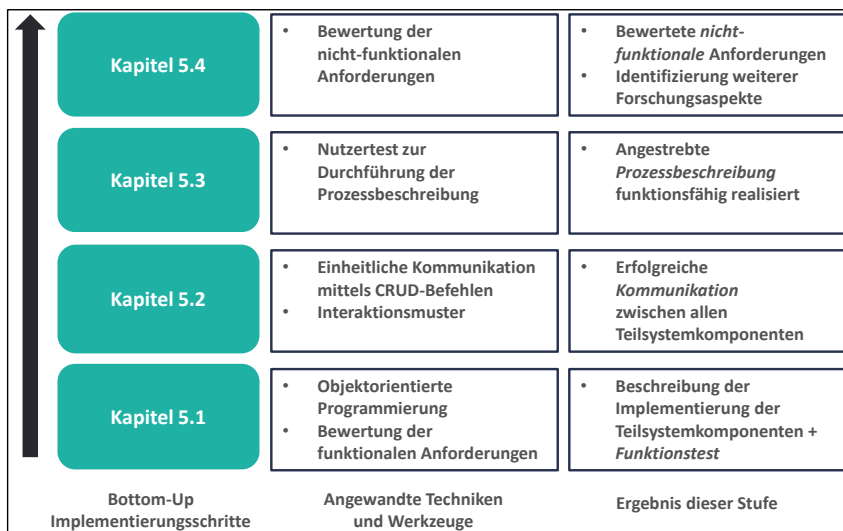 Kapitel 5.4
• Bewertung der
nicht-funktionalen
Anforderungen
• Bewertete nicht-
funktionale Anforderungen
• Identifizierung weiterer
Forschungsaspekte
Kapitel 5.3
• Nutzertest zur
Durchführung der
Prozessbeschreibung
• Angestrebte
Prozessbeschreibung
funktionsfähig realisiert
Kapitel 5.2
• Einheitliche Kommunikation
mittels CRUD-Befehlen
• Interaktionsmuster
• Erfolgreiche
Kommunikation
zwischen allen
Teilsystemkomponenten
Kapitel 5.1
• Objektorientierte
Programmierung
• Bewertung der
funktionalen Anforderungen
• Beschreibung der
Implementierung der
Teilsystemkomponenten +
Funktionstest
Bottom-Up
Implementierungsschritte
Angewandte Techniken
und Werkzeuge
Ergebnis dieser Stufe